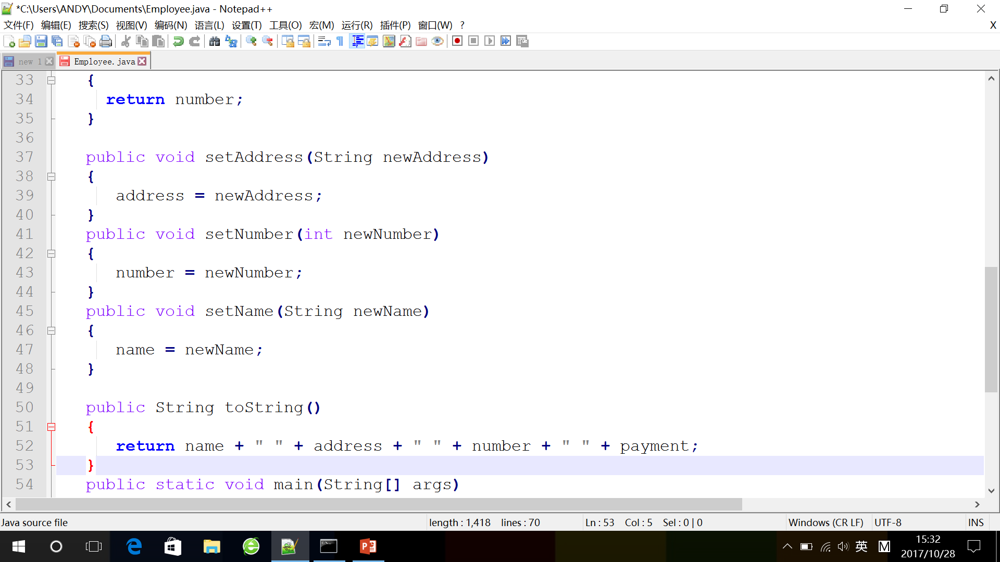 *C:\Users\ANDY\Documents\Employee.java - Notepad++
文件(F) 编辑(E) 搜索(S) 视图(V) 编码(N) 语言(L) 设置(T) 工具(O) 宏(M) 运行(R) 插件(P) 窗口(W) ? X
new 1 Employee.java
33 {
34 return number;
35 }
36
37 public void setAddress(String newAddress)
38 {
39 address = newAddress;
40 }
41 public void setNumber(int newNumber)
42 {
43 number = newNumber;
44 }
45 public void setName(String newName)
46 {
47 name = newName;
48 }
49
50 public String toString()
51 {
52 return name + " " + address + " " + number + " " + payment;
53 }
54 public static void main(String[] args)
Java source file length : 1,418 lines : 70 Ln : 53 Col : 5 Sel : 0 | 0 Windows (CR LF) UTF-8 INS
英 M 15:32
2017/10/28